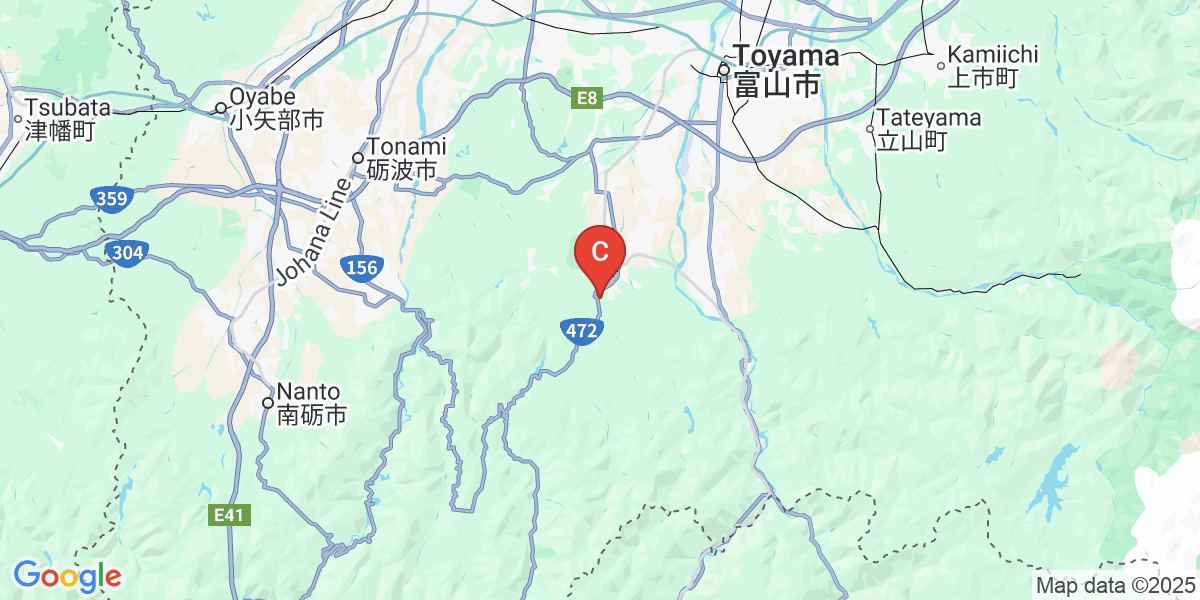 Toyama
富山市
Kamiichi
上市町
E8
Oyabe
小矢部市
Tsubata
津幡町
Tateyama
立山町
Tonami
砺波市
359
Johana Line
304
156
C
472
Nanto
南砺市
E41
Google
Map data ©2025